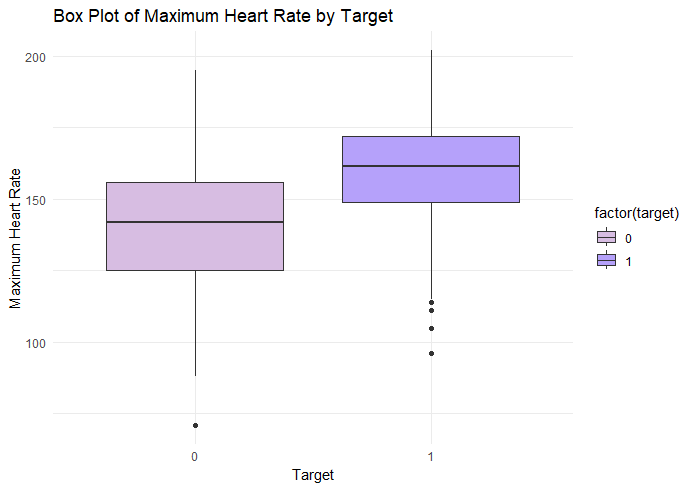 Box Plot of Maximum Heart Rate by Target
200
150
100
Maximum Heart Rate
0
1
Target
factor(target)
0
1